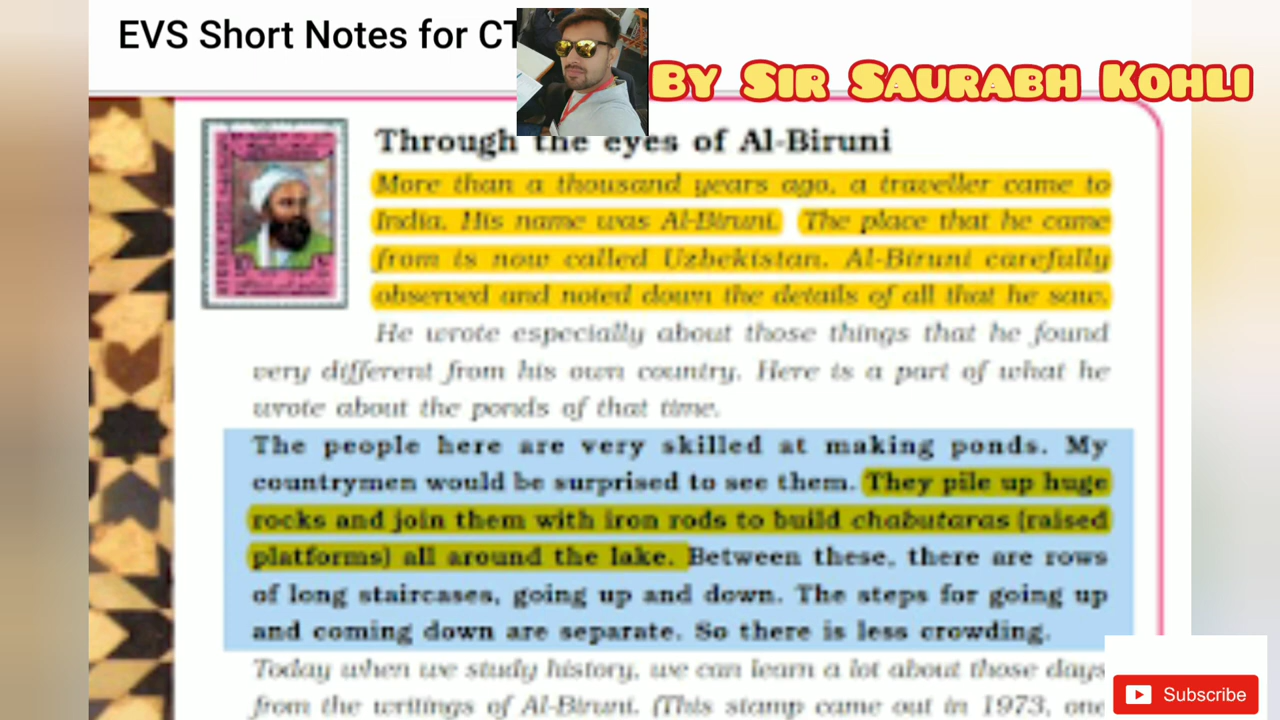 EVS Short Notes for CT
By Sir Saurabh Kohli
Through the eyes of Al-Biruni
More than a thousand years ago, a traveller came to
India. His name was Al-Biruni. The place that he came
from is now called Uzbekistan. Al-Biruni carefully
observed and noted down the details of all that he saw.
He wrote especially about those things that he found
very different from his own country. Here is a part of what he
wrote about the ponds of that time.
The people here are very skilled at making ponds. My
countrymen would be surprised to see them. They pile up huge
rocks and join them with iron rods to build chabutaras (raised
platforms) all around the lake. Between these, there are rows
of long staircases, going up and down. The steps for going up
and coming down are separate. So there is less crowding.
Today when we study history, we can learn a lot about those days
from the writings of Al-Biruni. (This stamp came out in 1973, one
Subscribe